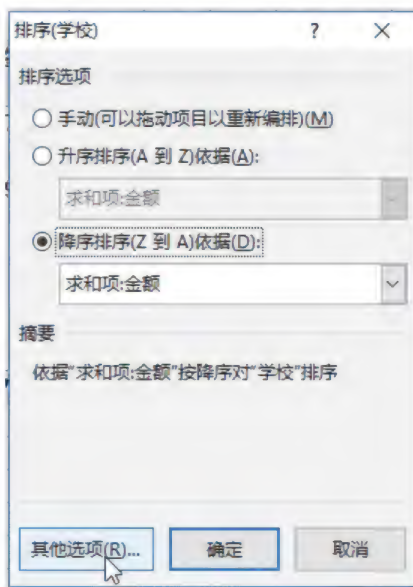 排序(学校) ?
排序选项
手动(可以拖动项目以重新编排)(M)
升序排序(A 到 Z)依据(A):
求和项:金额
降序排序(Z 到 A)依据(D):
求和项:金额
摘要
依据"求和项:金额"按降序对"学校"排序
其他选项(R)... 确定 取消